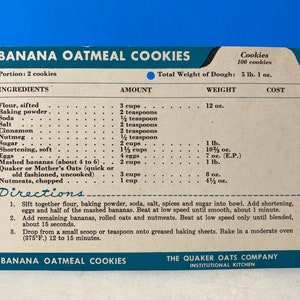 BANANA OATMEAL COOKIES
Cookies
100 cookies
Portion: 2 cookies
Total Weight of Dough: 5 lb. 1 oz.
INGREDIENTS AMOUNT WEIGHT COST
Flour, sifted 3 cups 12 oz.
Baking powder 2 teaspoons
Soda ½ teaspoon
Salt 2 teaspoons
Cinnamon 2 teaspoons
Nutmeg ½ teaspoon
Sugar 2 cups 1 lb.
Shortening, soft 1½ cups 10½ oz.
Eggs 4 eggs 7 oz. (E.P.)
Mashed bananas (about 4 to 6) 2 cups 1 lb.
Quaker or Mother's Oats (quick or
old fashioned, uncooked) 3 cups 8 oz.
Nutmeats, chopped 1 cup 4½ oz.
Directions
1. Sift together flour, baking powder, soda, salt, spices and sugar into bowl. Add shortening,
eggs and half of the mashed bananas. Beat at low speed until smooth, about 1 minute.
2. Add remaining bananas, rolled oats and nutmeats. Beat at low speed only until blended,
about 15 seconds.
3. Drop from a small scoop or teaspoon onto greased baking sheets. Bake in a moderate oven
(375°F.) 12 to 15 minutes.
BANANA OATMEAL COOKIES
THE QUAKER OATS COMPANY
INSTITUTIONAL KITCHEN